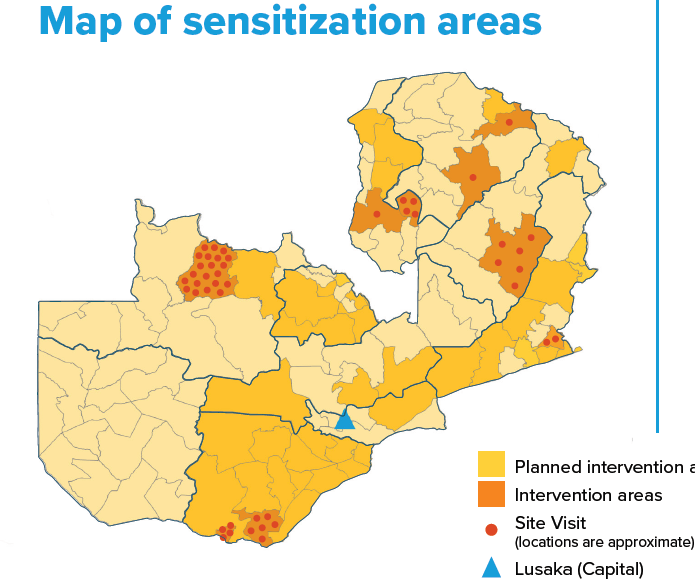 Map of sensitization areas
Planned intervention a
Intervention areas
Site Visit
(locations are approximate)
Lusaka (Capital)